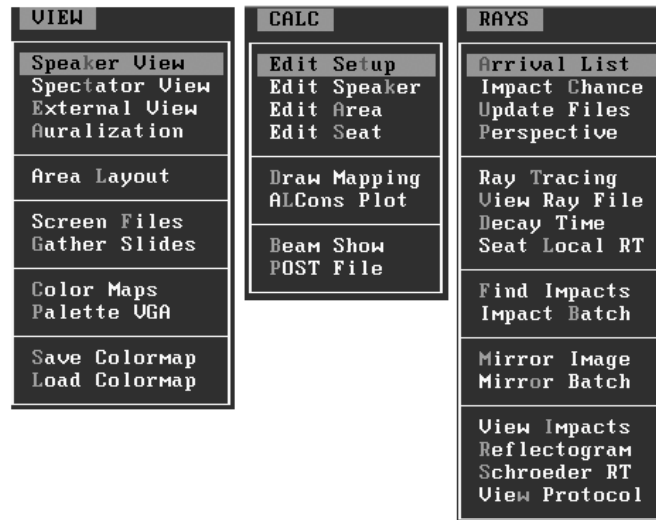 VIEW
Speaker View
Spectator View
External View
Auralization
Area Layout
Screen Files
Gather Slides
Color Maps
Palette VGA
Save Colormap
Load Colormap
CALC
Edit Setup
Edit Speaker
Edit Area
Edit Seat
Draw Mapping
ALCons Plot
Beam Show
POST File
RAYS
Arrival List
Impact Chance
Update Files
Perspective
Ray Tracing
View Ray File
Decay Time
Seat Local RT
Find Impacts
Impact Batch
Mirror Image
Mirror Batch
View Impacts
Reflectogram
Schroeder RT
View Protocol